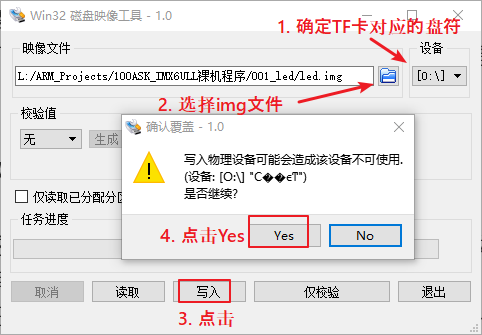 Win32 磁盘映像工具 - 1.0
1. 确定TF卡对应的盘符
映像文件
设备
L:/ARM_Projects/100ASK_IMX6ULL裸机程序/001_led/led.img
[O:\]
2. 选择img文件
校验值
无
生成
确认覆盖 - 1.0
写入物理设备可能会造成该设备不可使用.
(设备: [O:\] "C��єͲ")
是否继续?
仅读取已分配分区
任务进度
4. 点击Yes
Yes
No
取消
读取
写入
仅校验
退出
3. 点击